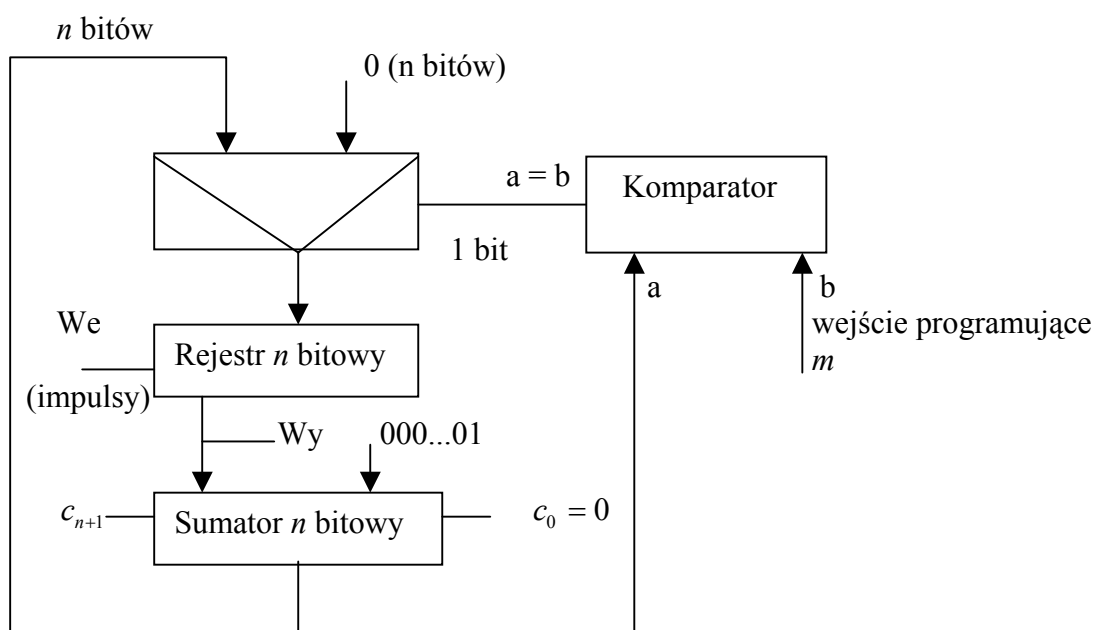 n bitów
0 (n bitów)
a = b
Komparator
1 bit
a
b
wejście programujące
m
We
(impulsy)
Rejestr n bitowy
Wy
000...01
c_{n+1}
Sumator n bitowy
c_0 = 0